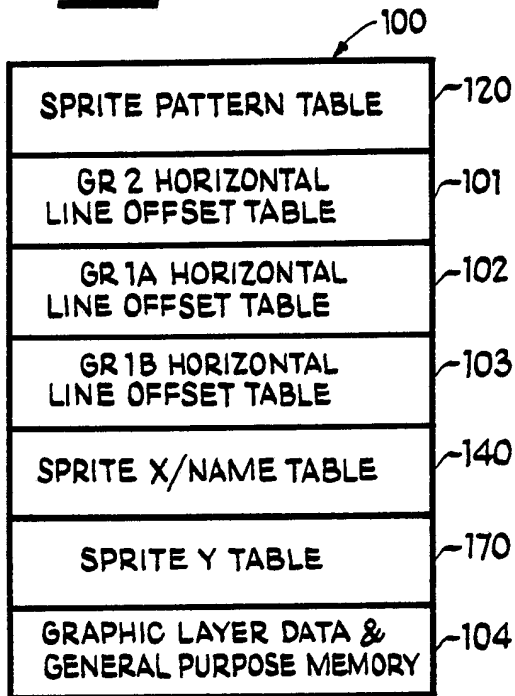 100
SPRITE PATTERN TABLE
120
GR 2 HORIZONTAL
LINE OFFSET TABLE
101
GR 1A HORIZONTAL
LINE OFFSET TABLE
102
GR 1B HORIZONTAL
LINE OFFSET TABLE
103
SPRITE X/NAME TABLE
140
SPRITE Y TABLE
170
GRAPHIC LAYER DATA &
GENERAL PURPOSE MEMORY
104